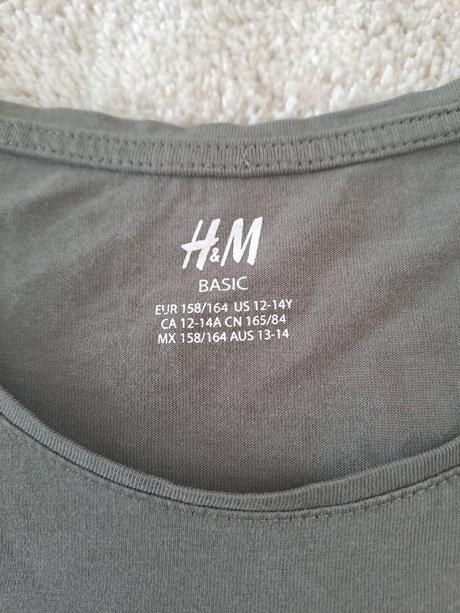 H&M
BASIC
EUR 158/164 US 12-14Y
CA 12-14A CN 165/84
MX 158/164 AUS 13-14